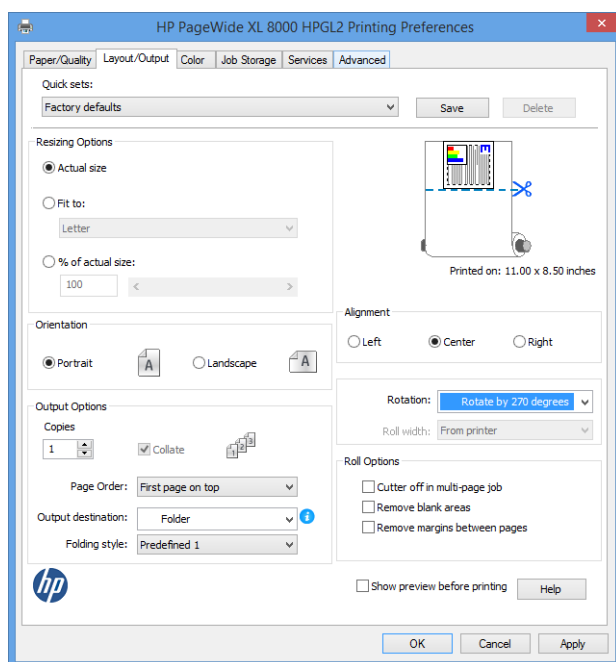 HP PageWide XL 8000 HPGL2 Printing Preferences
Paper/Quality Layout/Output Color Job Storage Services Advanced
Quick sets:
Factory defaults Save Delete
Resizing Options
Actual size
Fit to:
Letter
% of actual size:
100
Printed on: 11.00 x 8.50 inches
Orientation
Portrait A Landscape A
Alignment
Left Center Right
Rotation: Rotate by 270 degrees
Roll width: From printer
Output Options
Copies
1 Collate 1 2 3
Page Order: First page on top
Output destination: Folder i
Folding style: Predefined 1
Roll Options
Cutter off in multi-page job
Remove blank areas
Remove margins between pages
hp
Show preview before printing Help
OK Cancel Apply